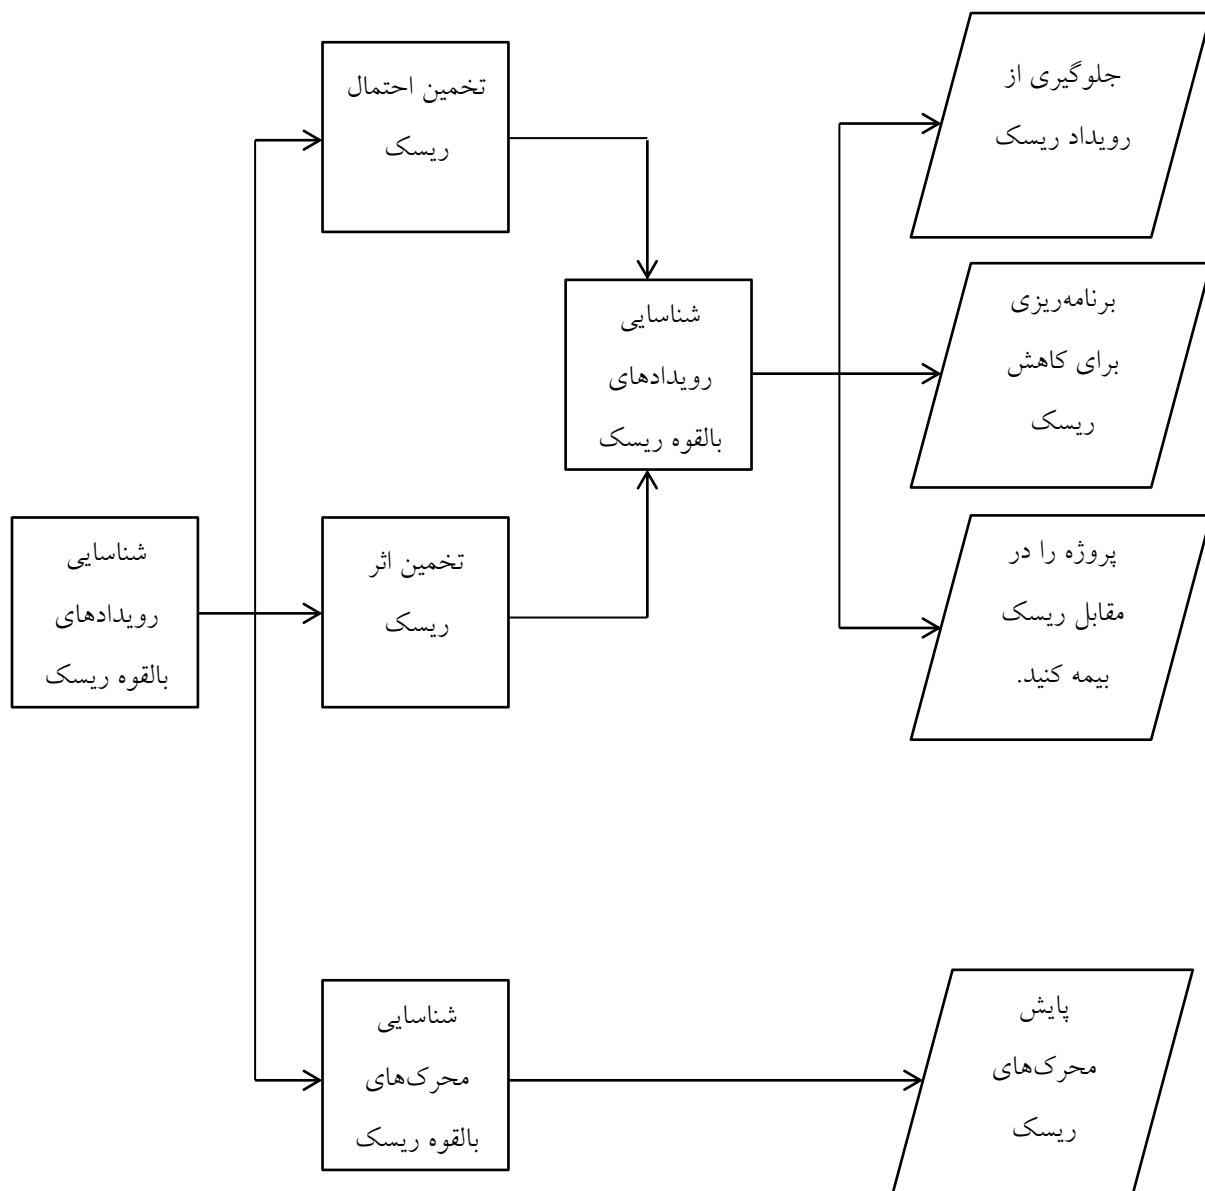 شناسایی
رویدادهای
بالقوه ریسک
تخمین احتمال
ریسک
تخمین اثر
ریسک
شناسایی
محرک‌های
بالقوه ریسک
شناسایی
رویدادهای
بالقوه ریسک
جلوگیری از
رویداد ریسک
برنامه‌ریزی
برای کاهش
ریسک
پروژه را در
مقابل ریسک
بیمه کنید.
پایش
محرک‌های
ریسک